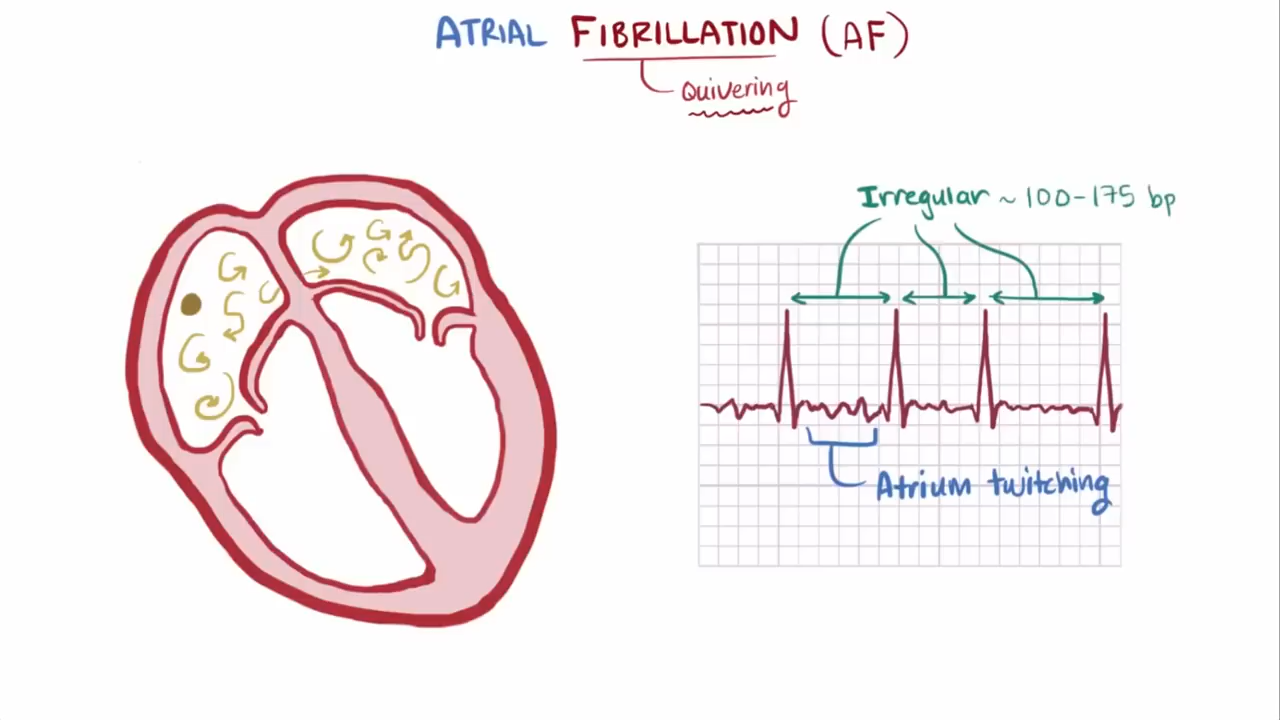 ATRIAL FIBRILLATION (AF)
Quivering
Irregular ~ 100-175 bp
Atrium twitching